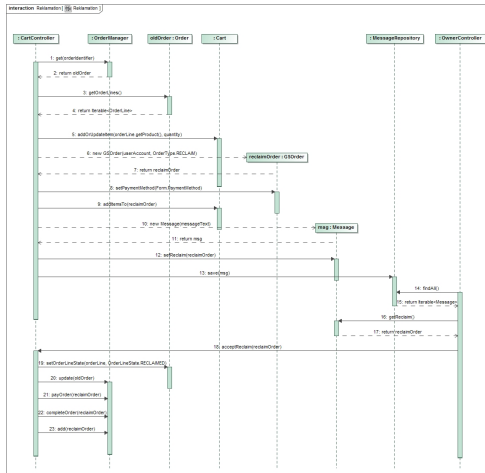 interaction Reklamation[ Reklamation ]
: CartController
: OrderManager
oldOrder : Order
: Cart
: MessageRepository
: OwnerController
1: get(orderIdentifier)
2: return oldOrder
3: getOrderLines()
4: return Iterable<OrderLine>
5: addOrUpdateItem(orderLine.getProduct(), quantity)
6: new GSOrder(userAccount, OrderType.RECLAIM)
reclaimOrder : GSOrder
7: return reclaimOrder
8: setPaymentMethod(Form.PaymentMethod)
9: addItemsTo(reclaimOrder)
10: new Message(messageText)
msg : Message
11: return msg
12: setReclaim(reclaimOrder)
13: save(msg)
14: findAll()
15: return Iterable<Message>
16: getReclaim()
17: return reclaimOrder
18: acceptReclaim(reclaimOrder)
19: setOrderLineState(orderLine, OrderLineState.RECLAIMED)
20: update(oldOrder)
21: payOrder(reclaimOrder)
22: completeOrder(reclaimOrder)
23: add(reclaimOrder)